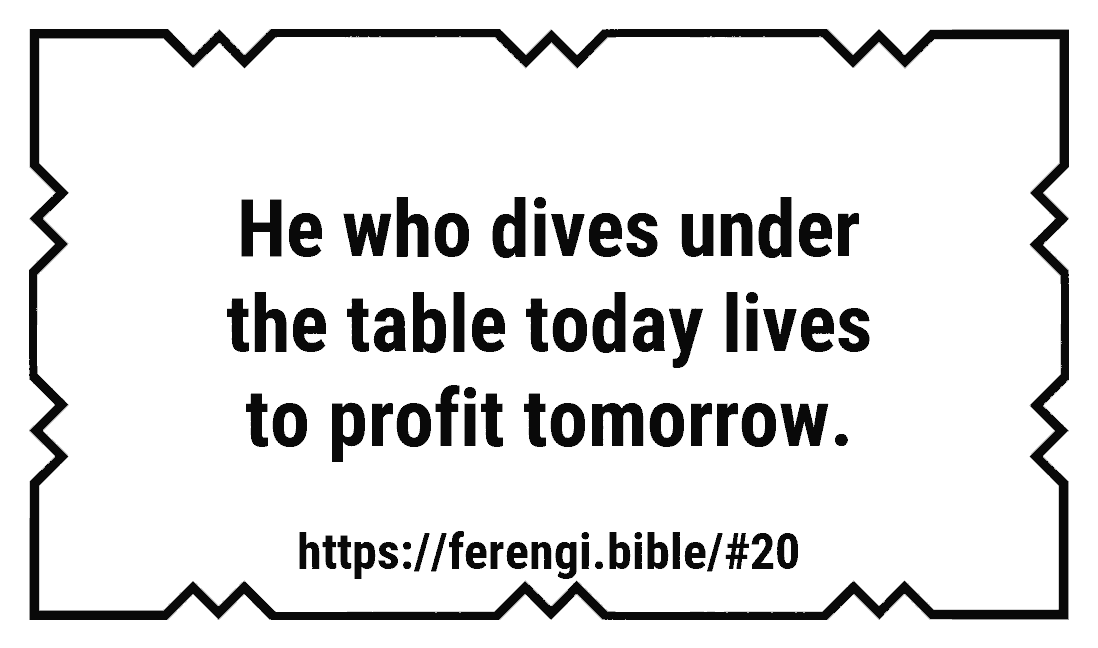 He who dives under
the table today lives
to profit tomorrow.
https://ferengi.bible/#20